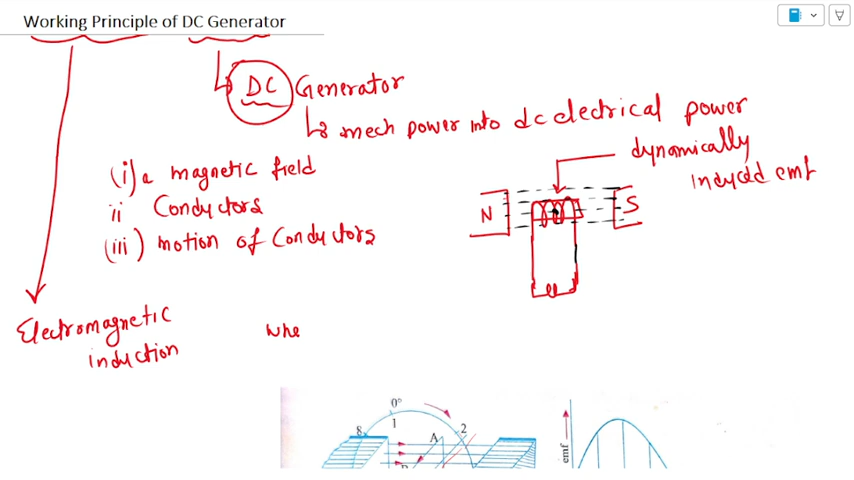 Working Principle of DC Generator
DC Generator
mech power into dc electrical power
dynamically
induced emf
(i) a magnetic field
ii Conductors
(iii) motion of Conductors
N
S
Electromagnetic
induction
whe
0°
8
1
2
A
emf